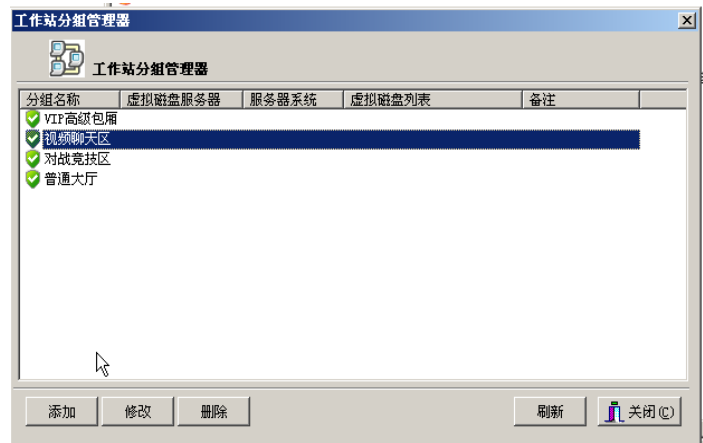 工作站分组管理器
工作站分组管理器
分组名称 虚拟磁盘服务器 服务器系统 虚拟磁盘列表 备注
VIP高级包厢
视频聊天区
对战竞技区
普通大厅
添加 修改 删除 刷新 关闭(C)